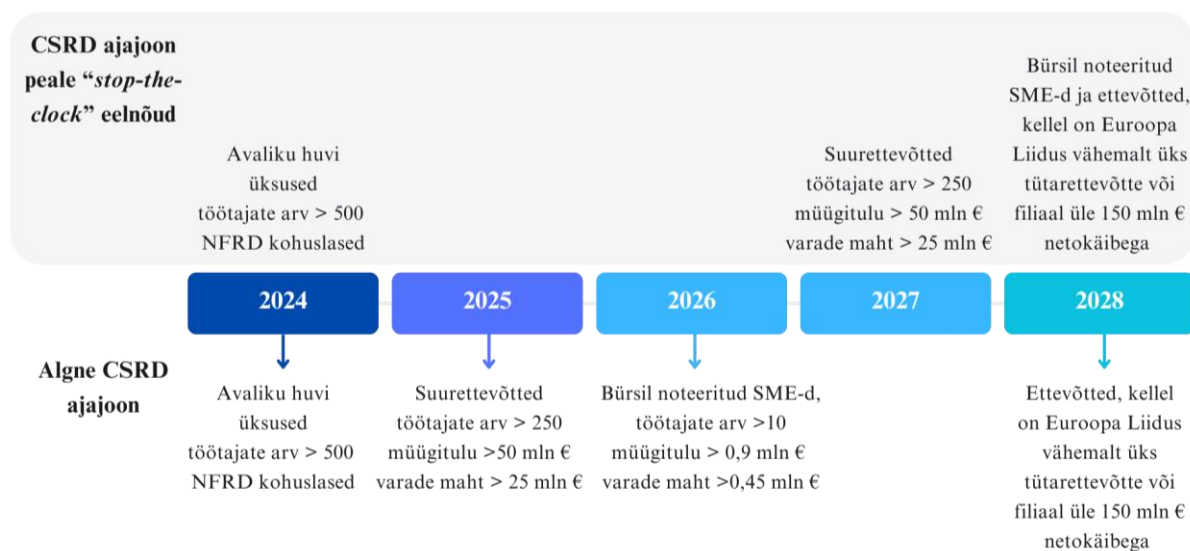 CSRD ajajoon
peale “stop-the-
clock” eelnõud
Avaliku huvi
üksused
töötajate arv > 500
NFRD kohuslased
Suurettevõtted
töötajate arv > 250
müügitulu > 50 mln €
varade maht > 25 mln €
Börsil noteeritud
SME-d ja ettevõtted,
kellel on Euroopa
Liidus vähemalt üks
tütarettevõtte või
filiaal üle 150 mln €
netokäibega
2024
2025
2026
2027
2028
Algne CSRD
ajajoon
Avaliku huvi
üksused
töötajate arv > 500
NFRD kohuslased
Suurettevõtted
töötajate arv > 250
müügitulu >50 mln €
varade maht > 25 mln €
Börsil noteeritud SME-d,
töötajate arv >10
müügitulu > 0,9 mln €
varade maht >0,45 mln €
Ettevõtted, kellel
on Euroopa Liidus
vähemalt üks
tütarettevõtte või
filiaal üle 150 mln €
netokäibega